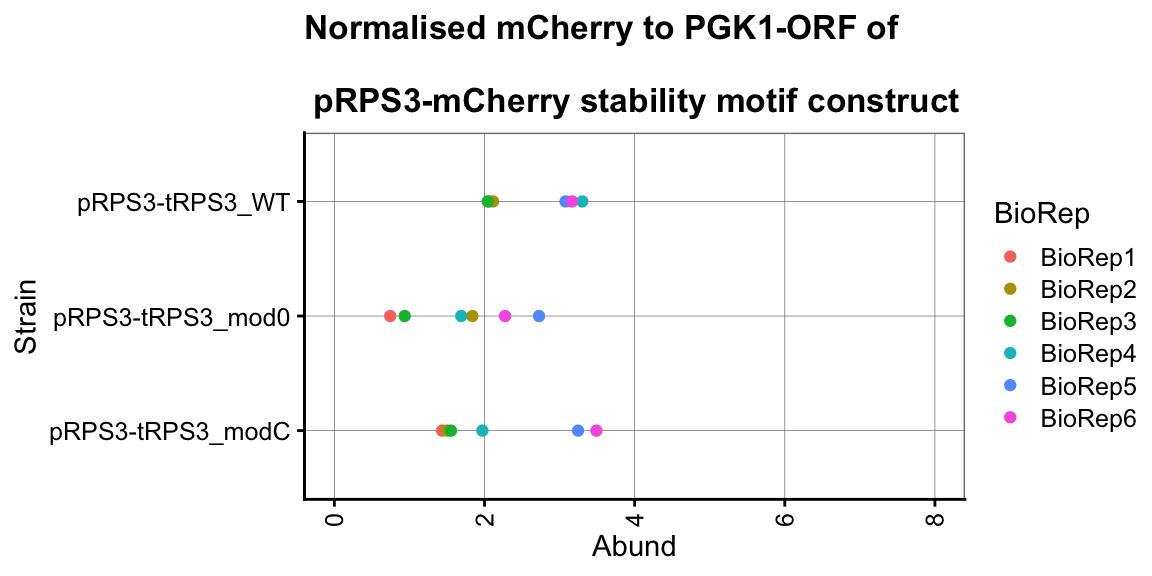 Normalised mCherry to PGK1-ORF of
pRPS3-mCherry stability motif construct
pRPS3-tRPS3_WT
pRPS3-tRPS3_mod0
pRPS3-tRPS3_modC
Strain
0
2
4
6
8
Abund
BioRep
BioRep1
BioRep2
BioRep3
BioRep4
BioRep5
BioRep6